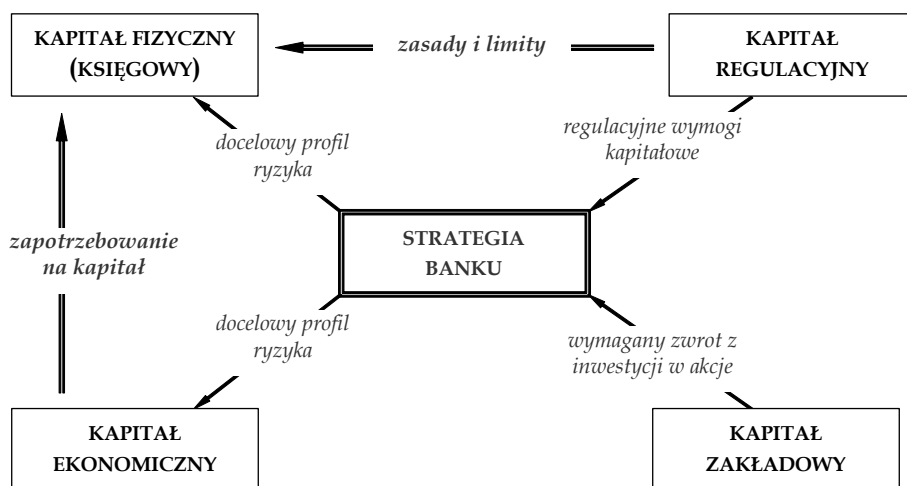 KAPITAŁ FIZYCZNY
(KSIĘGOWY)
zasady i limity
KAPITAŁ
REGULACYJNY
docelowy profil
ryzyka
regulacyjne wymogi
kapitałowe
zapotrzebowanie
na kapitał
STRATEGIA
BANKU
docelowy profil
ryzyka
wymagany zwrot z
inwestycji w akcje
KAPITAŁ
EKONOMICZNY
KAPITAŁ
ZAKŁADOWY